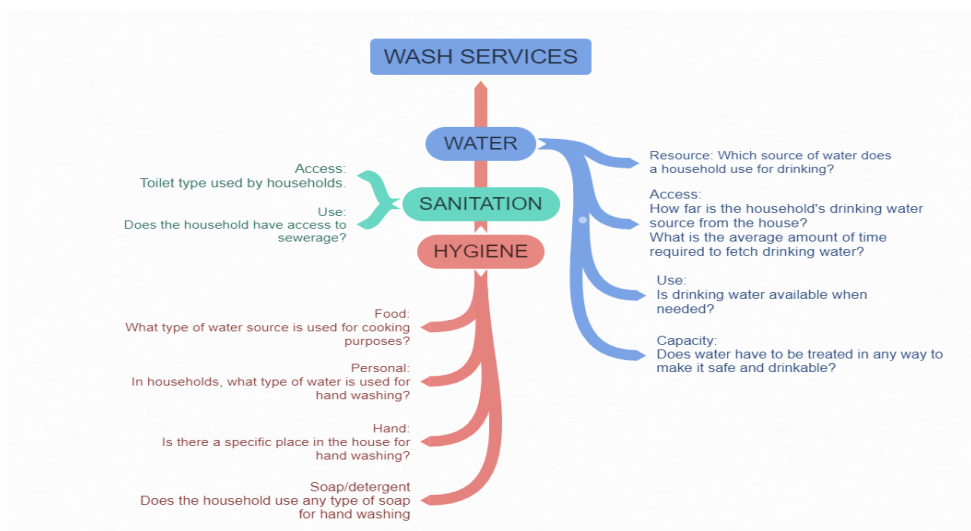 WASH SERVICES
WATER
Resource: Which source of water does
a household use for drinking?
Access:
How far is the household's drinking water
source from the house?
What is the average amount of time
required to fetch drinking water?
Use:
Is drinking water available when
needed?
Capacity:
Does water have to be treated in any way to
make it safe and drinkable?
SANITATION
Access:
Toilet type used by households.
Use:
Does the household have access to
sewerage?
HYGIENE
Food:
What type of water source is used for cooking
purposes?
Personal:
In households, what type of water is used for
hand washing?
Hand:
Is there a specific place in the house for
hand washing?
Soap/detergent
Does the household use any type of soap
for hand washing